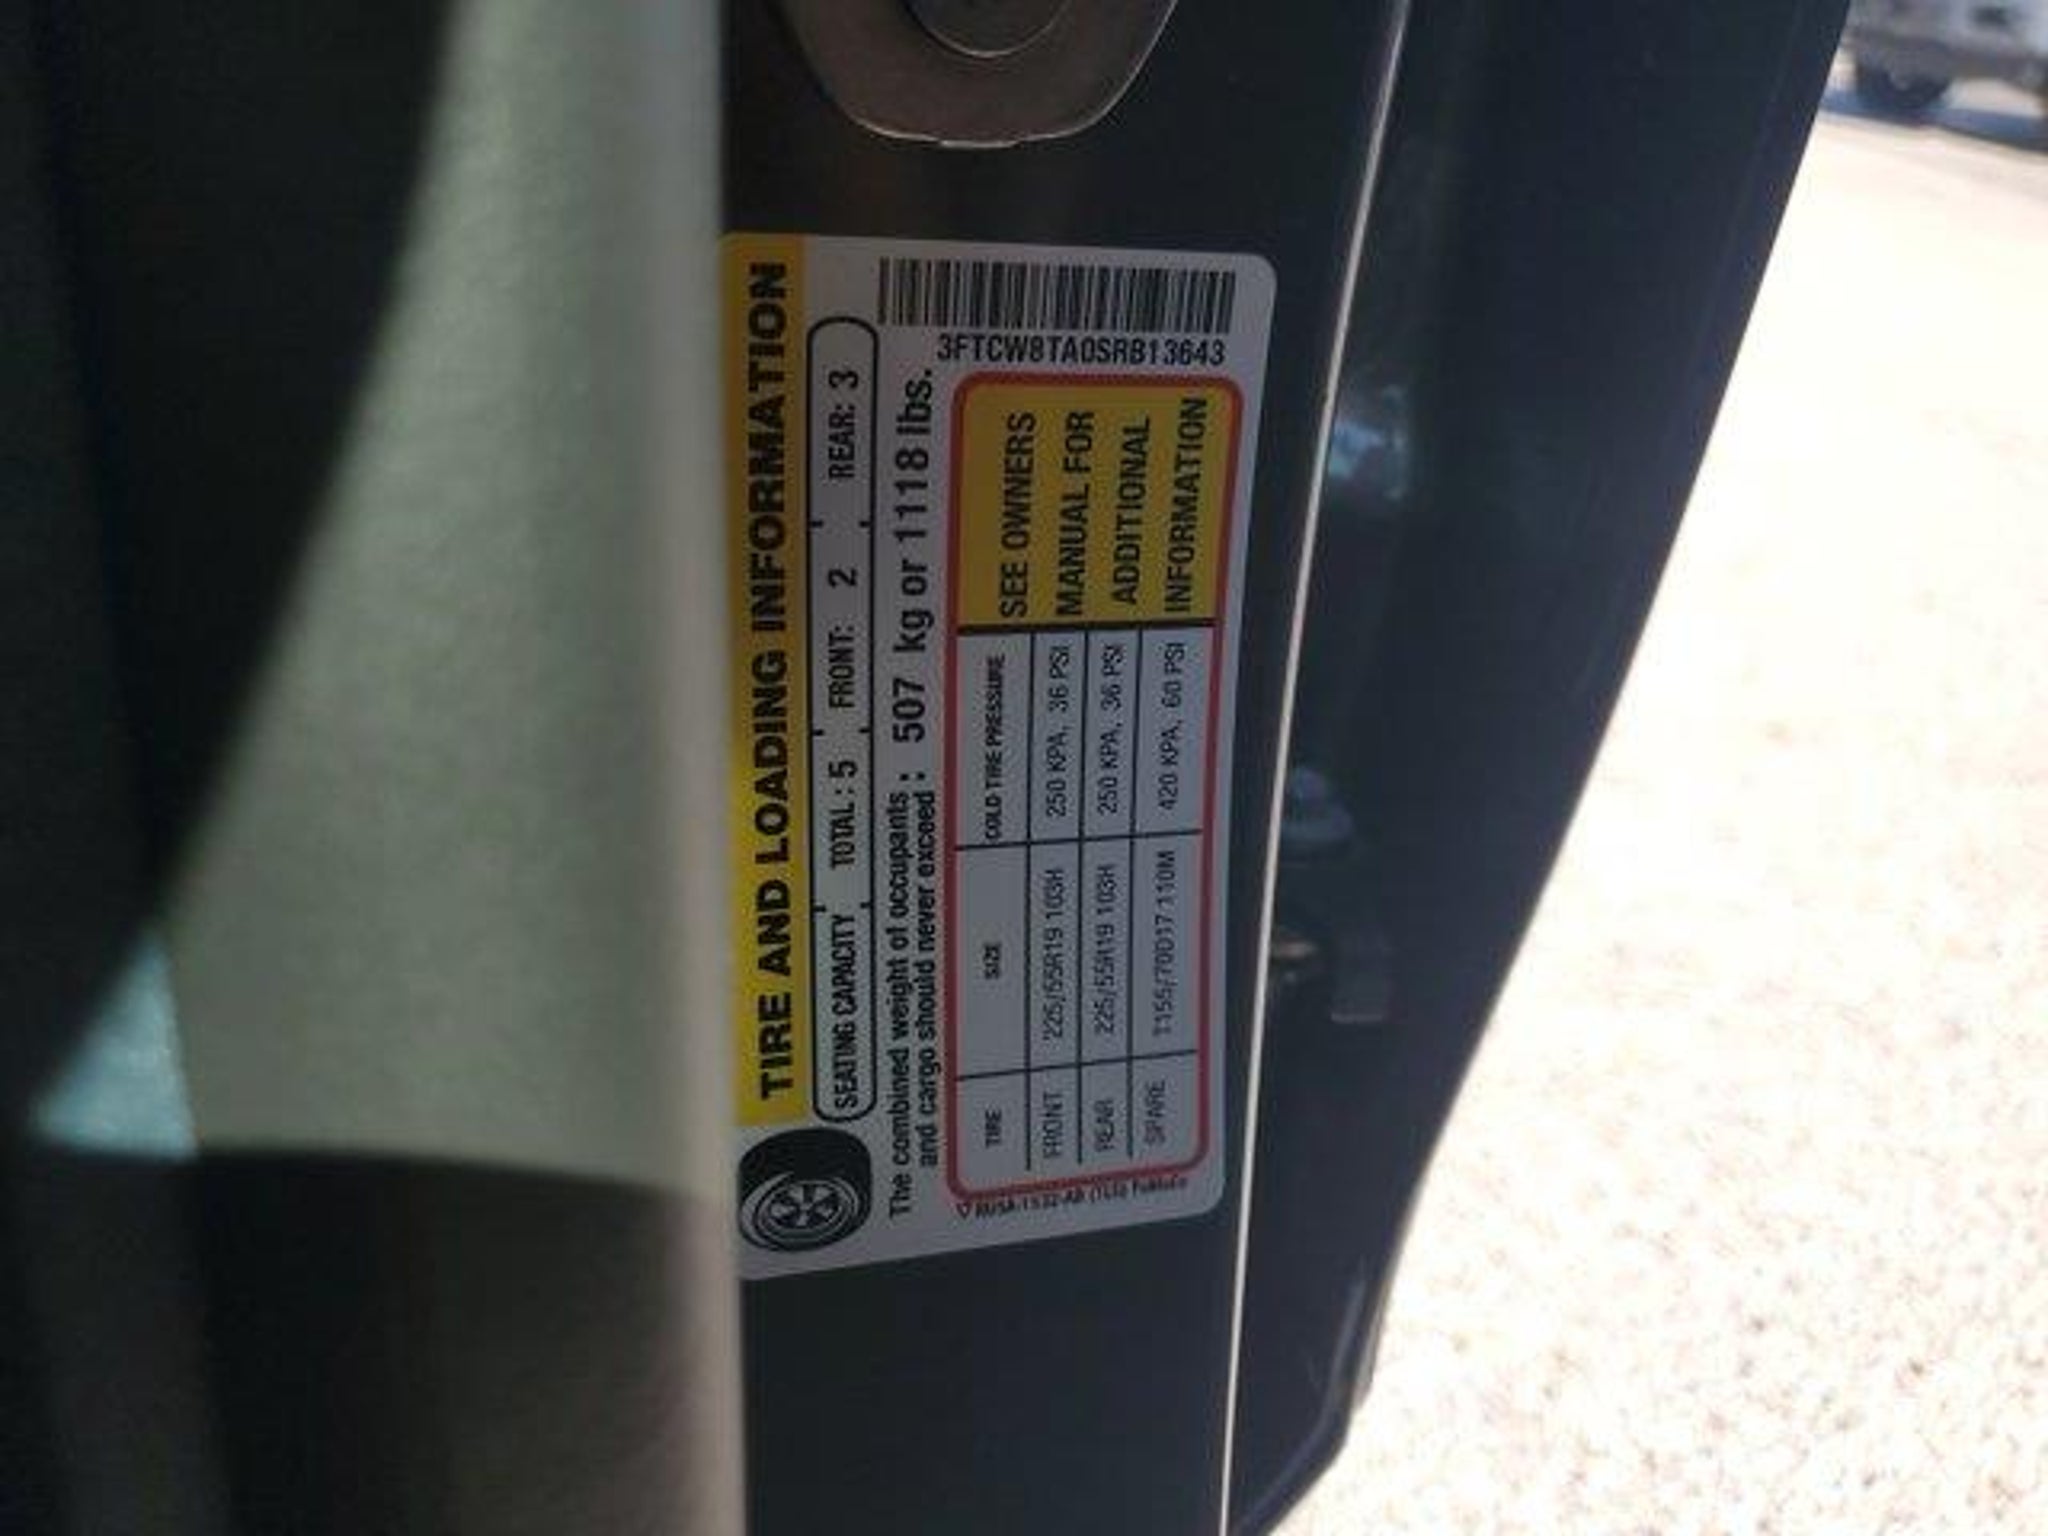 TIRE AND LOADING INFORMATION
SEATING CAPACITY TOTAL : 5 FRONT: 2 REAR: 3
The combined weight of occupants and cargo should never exceed : 507 kg or 1118 lbs.
3FTCW8TA0SRB13643
TIRE SIZE COLD TIRE PRESSURE
FRONT 225/55R19 103H 250 KPA, 36 PSI
REAR 225/55R19 103H 250 KPA, 36 PSI
SPARE T155/70D17 110M 420 KPA, 60 PSI
SEE OWNERS
MANUAL FOR
ADDITIONAL
INFORMATION